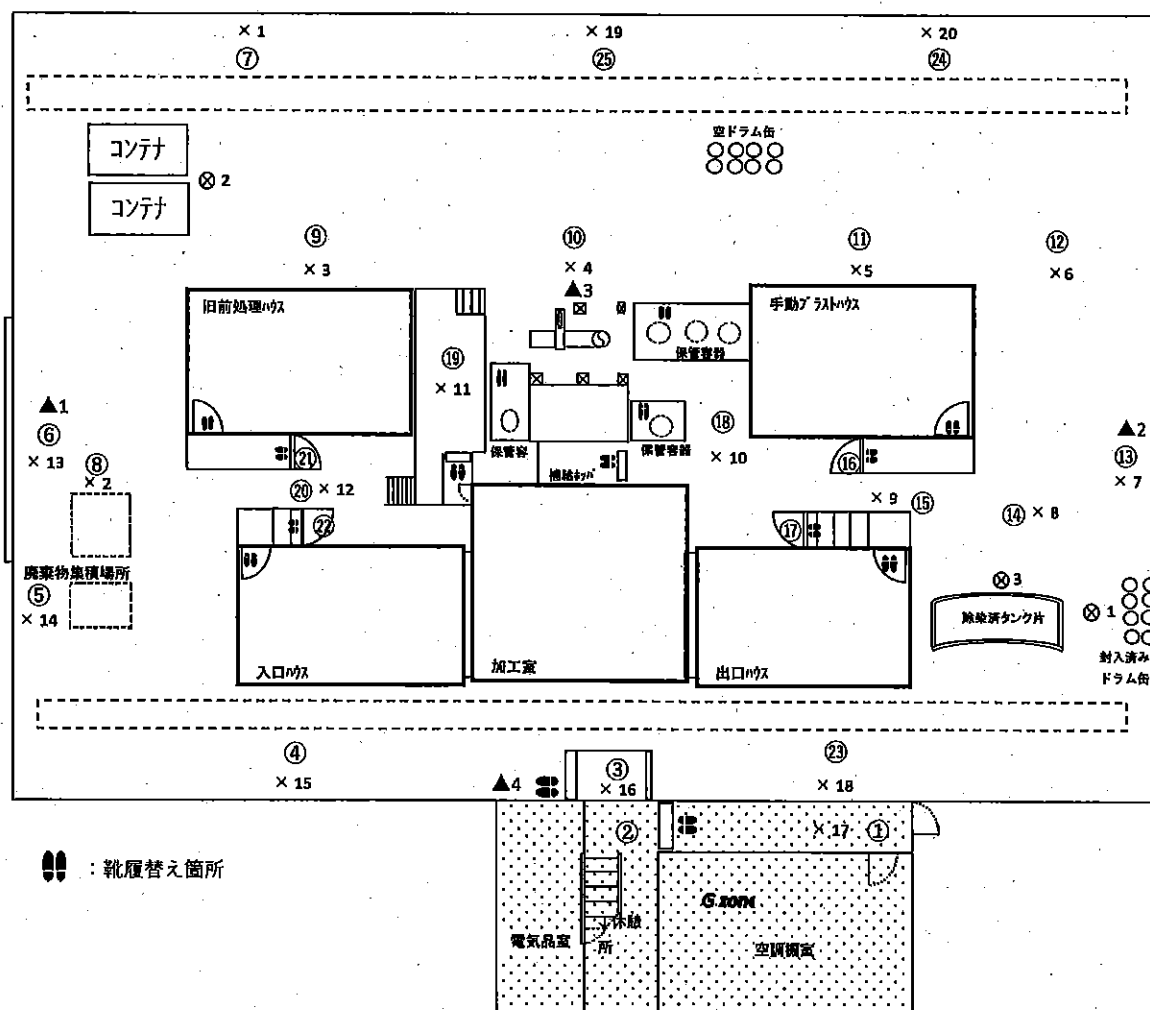 × 1
× 19
× 20
⑦
㉕
㉔
空ドラム缶
コンテナ
⊗ 2
コンテナ
⑨
⑩
⑪
⑫
× 3
× 4
× 5
× 6
▲3
旧前処理ハウス
手動ブラストハウス
保管容器
⑲
× 11
▲1
⑥
× 13
⑧
× 2
⑱
× 10
▲2
⑬
× 7
保管容
保管容器
補給ホッパ
㉑
⑯
⑳
× 12
× 9
⑮
⑭
× 8
㉒
⑰
廃棄物集積場所
⑤
× 14
⊗ 3
⊗ 1
除染済タンク片
封入済み
ドラム缶
入口ハウス
加工室
出口ハウス
④
× 15
▲4
③
× 16
㉓
× 18
②
× 17
①
：靴履替え箇所
G zone
休憩
所
電気品室
空調機室